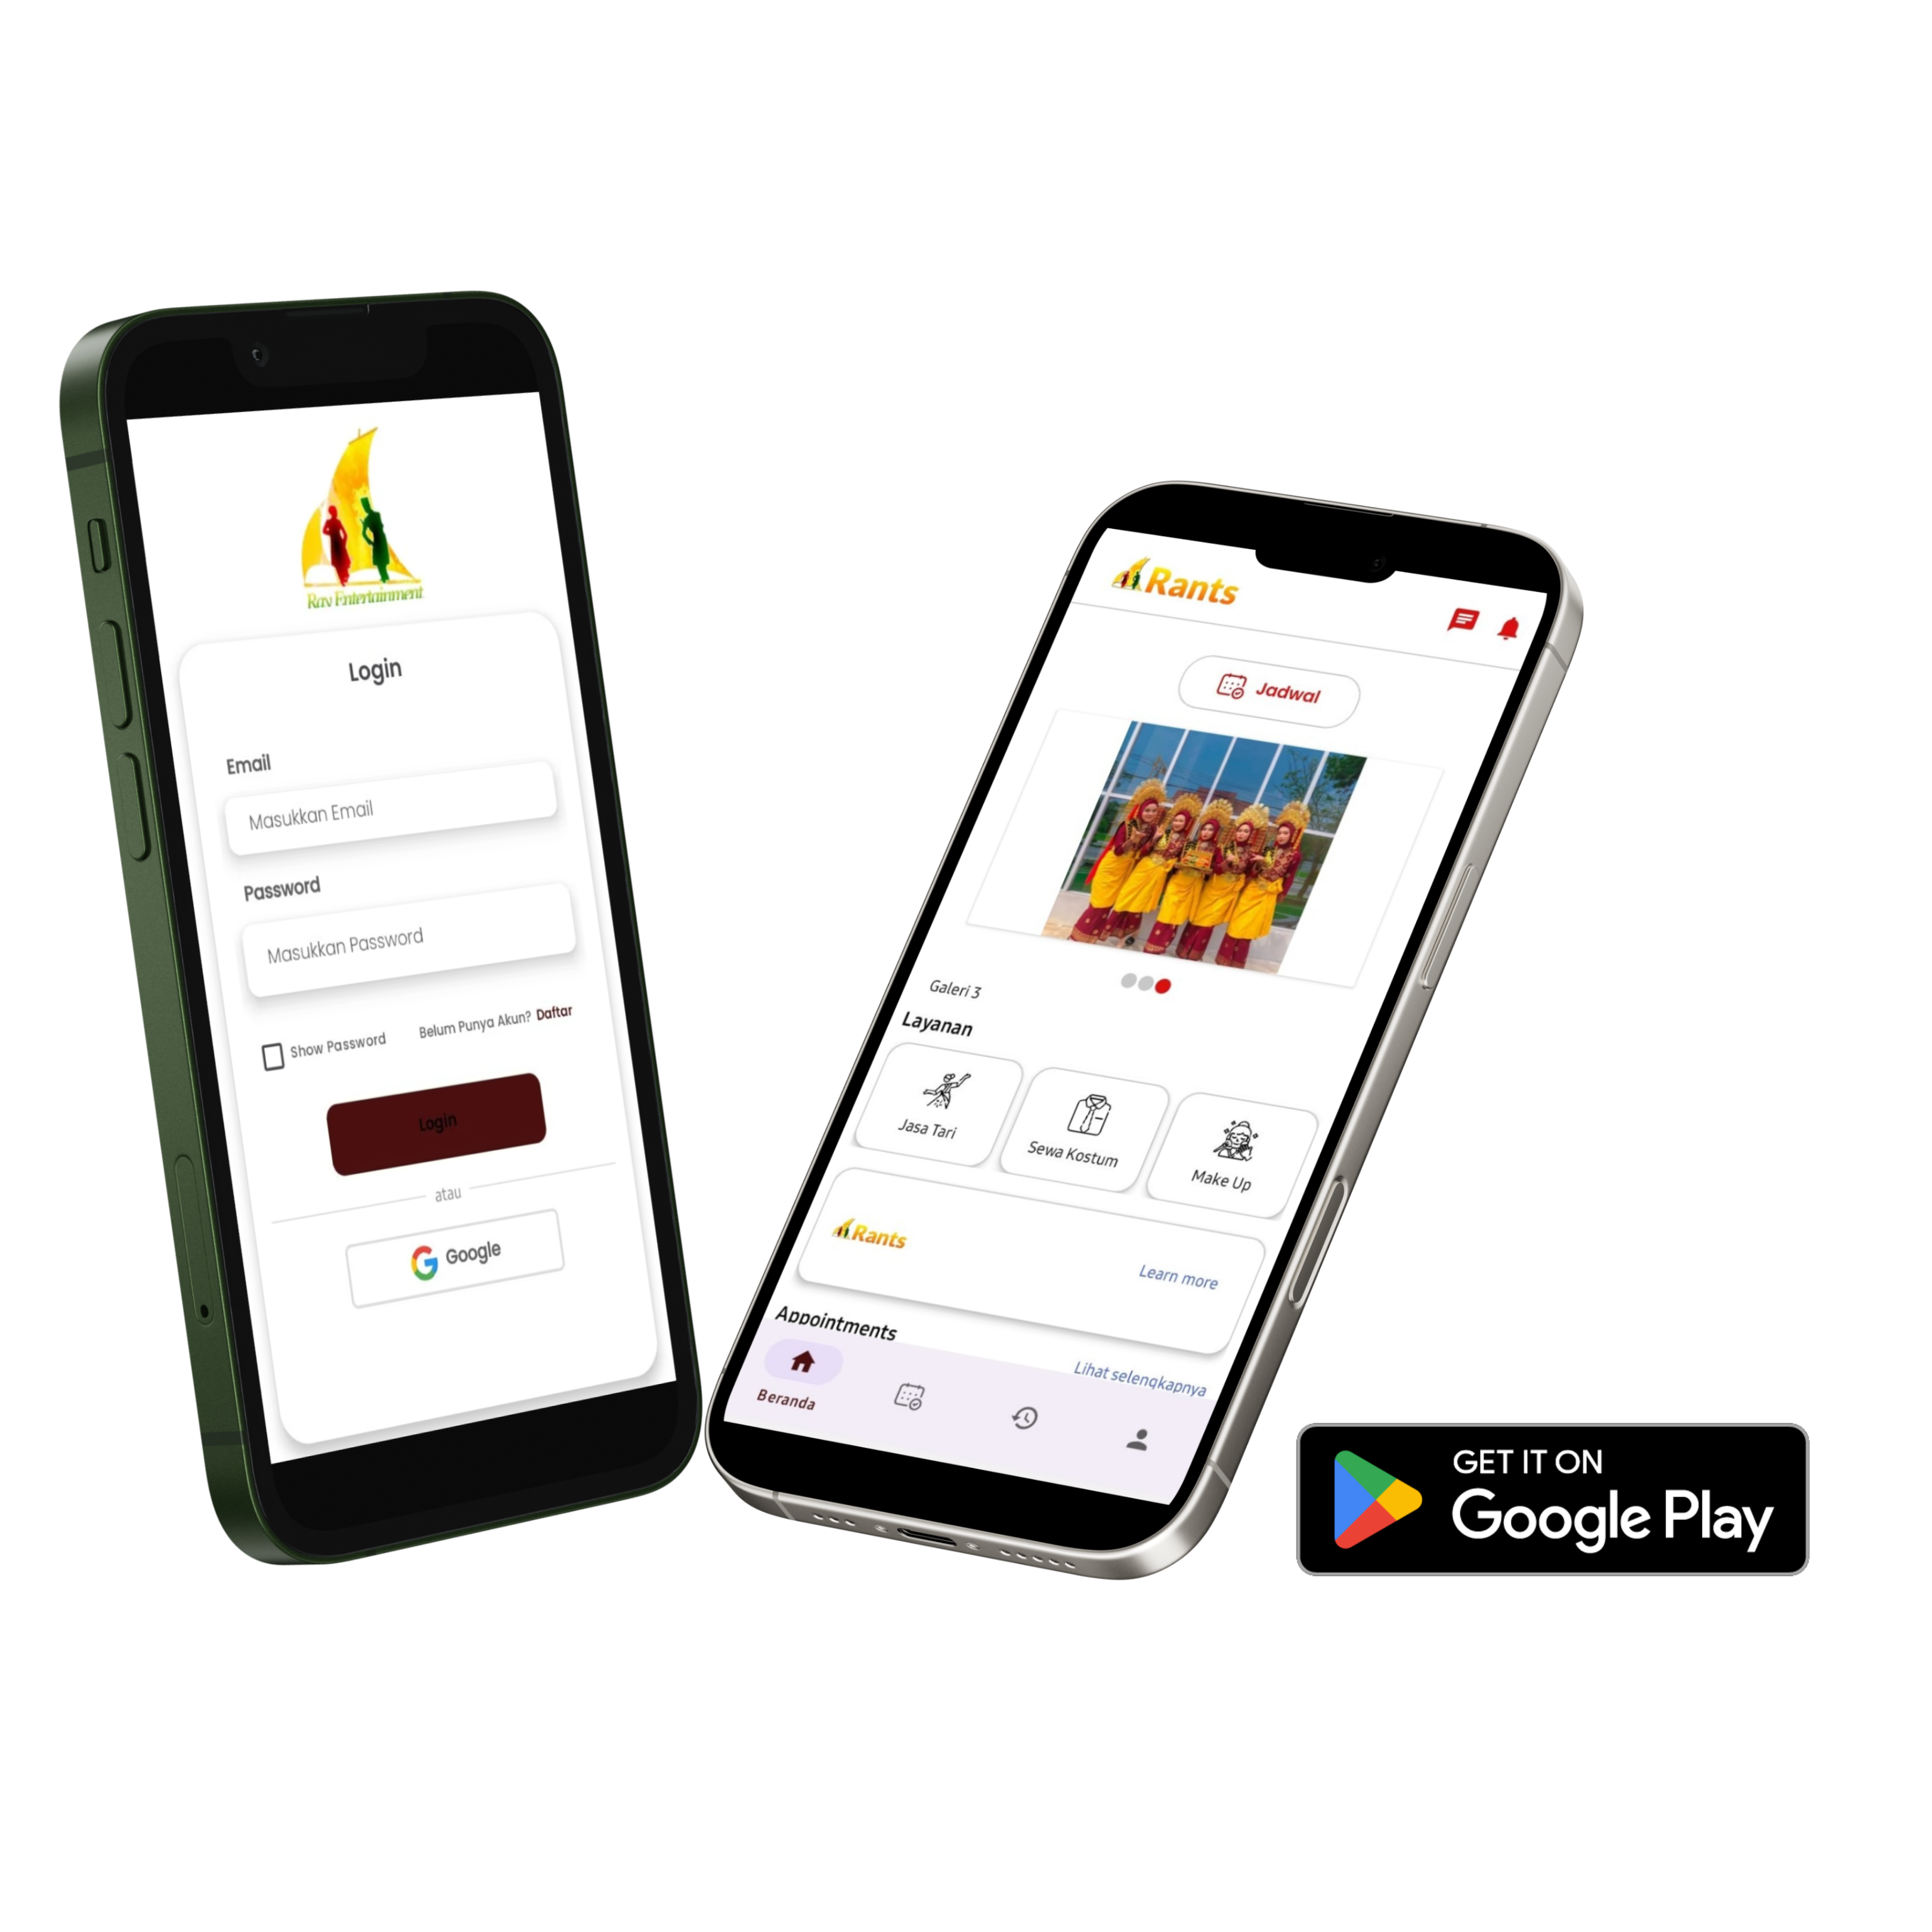 Ray Entertainment
Login
Email
Masukkan Email
Password
Masukkan Password
Show Password
Belum Punya Akun? Daftar
Login
atau
Google
Rants
Jadwal
Galeri 3
Layanan
Jasa Tari
Sewa Kostum
Make Up
Rants
Learn more
Appointments
Lihat selengkapnya
Beranda
GET IT ON
Google Play